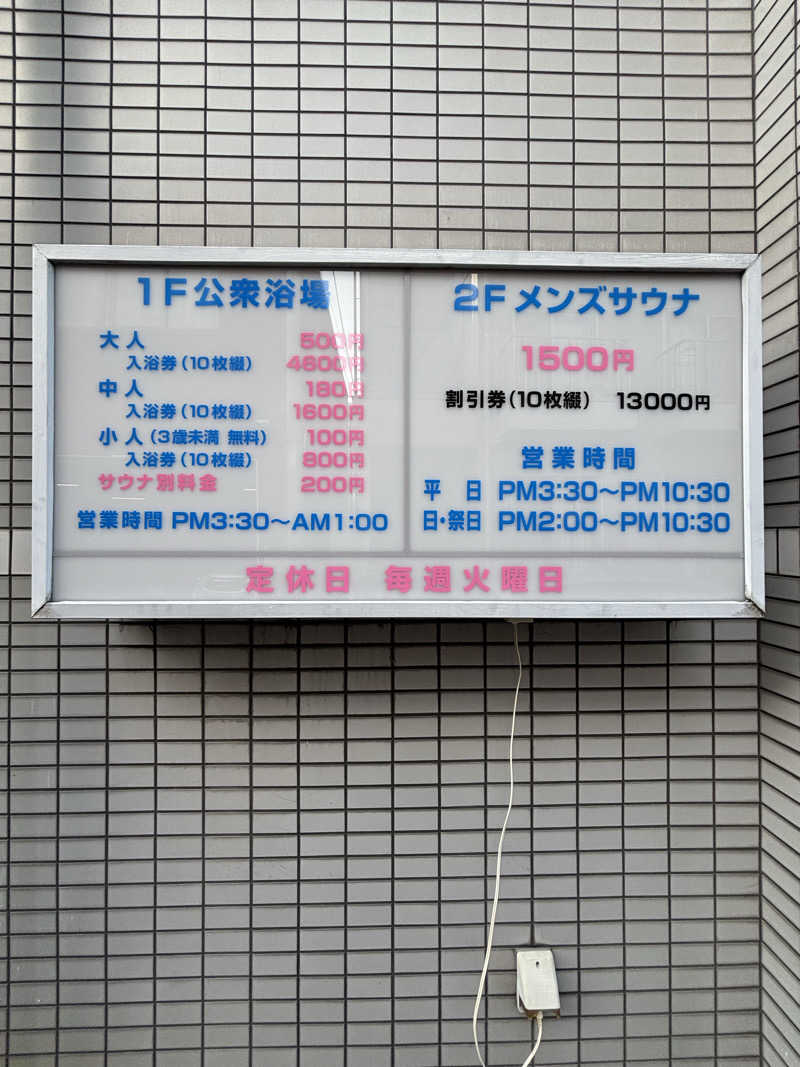 1F公衆浴場
大人 500円
入浴券(10枚綴) 4600円
中人 180円
入浴券(10枚綴) 1600円
小人(3歳未満 無料) 100円
入浴券(10枚綴) 800円
サウナ別料金 200円
営業時間 PM3:30〜AM1:00
2Fメンズサウナ
1500円
割引券(10枚綴) 13000円
営業時間
平 日 PM3:30〜PM10:30
日・祭日 PM2:00〜PM10:30
定休日 毎週火曜日